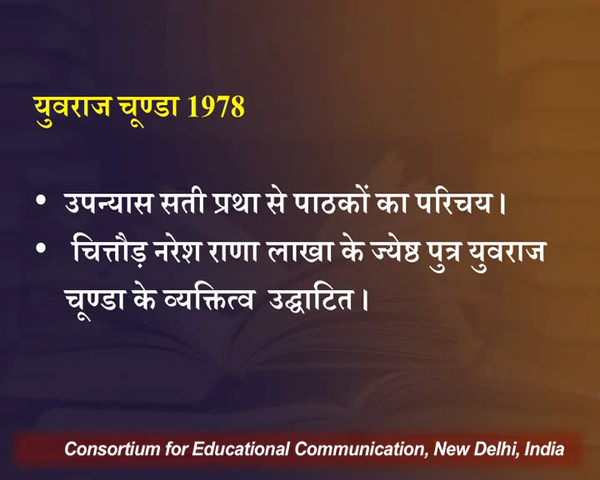 युवराज चूण्डा 1978
• उपन्यास सती प्रथा से पाठकों का परिचय।
• चित्तौड़ नरेश राणा लाखा के ज्येष्ठ पुत्र युवराज
चूण्डा के व्यक्तित्व उद्घाटित।
Consortium for Educational Communication, New Delhi, India